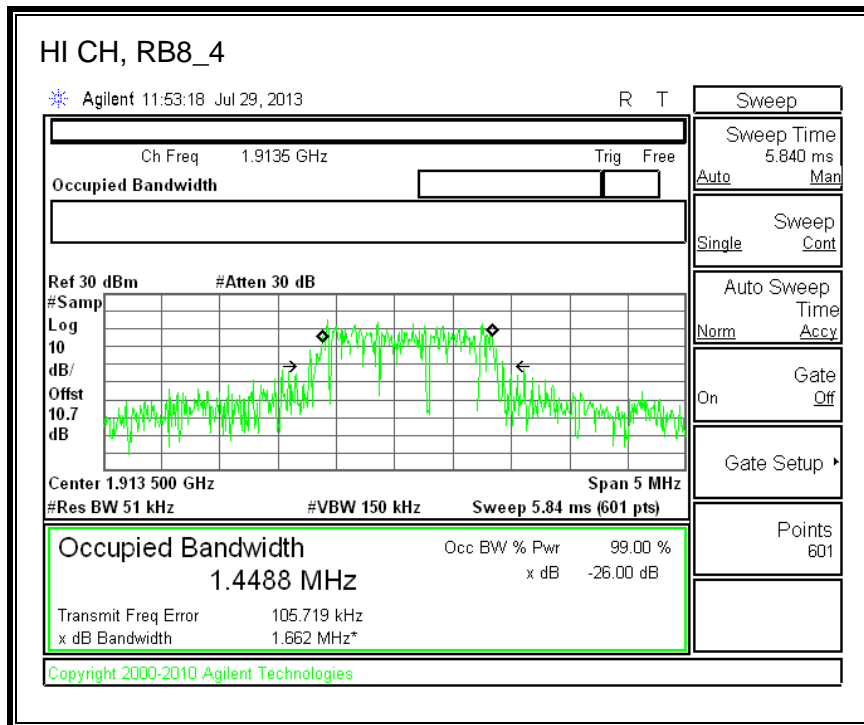 HI CH, RB8_4
Agilent 11:53:18 Jul 29, 2013 R T
Ch Freq 1.9135 GHz Trig Free
Occupied Bandwidth
Ref 30 dBm #Atten 30 dB
#Samp
Log
10
dB/
Offst
10.7
dB
Center 1.913 500 GHz Span 5 MHz
#Res BW 51 kHz #VBW 150 kHz Sweep 5.84 ms (601 pts)
Occupied Bandwidth Occ BW % Pwr 99.00 %
1.4488 MHz x dB -26.00 dB
Transmit Freq Error 105.719 kHz
x dB Bandwidth 1.662 MHz*
Copyright 2000-2010 Agilent Technologies
Sweep
Sweep Time
5.840 ms
Auto Man
Sweep
Single Cont
Auto Sweep
Time
Norm Accy
Gate
On Off
Gate Setup
Points
601